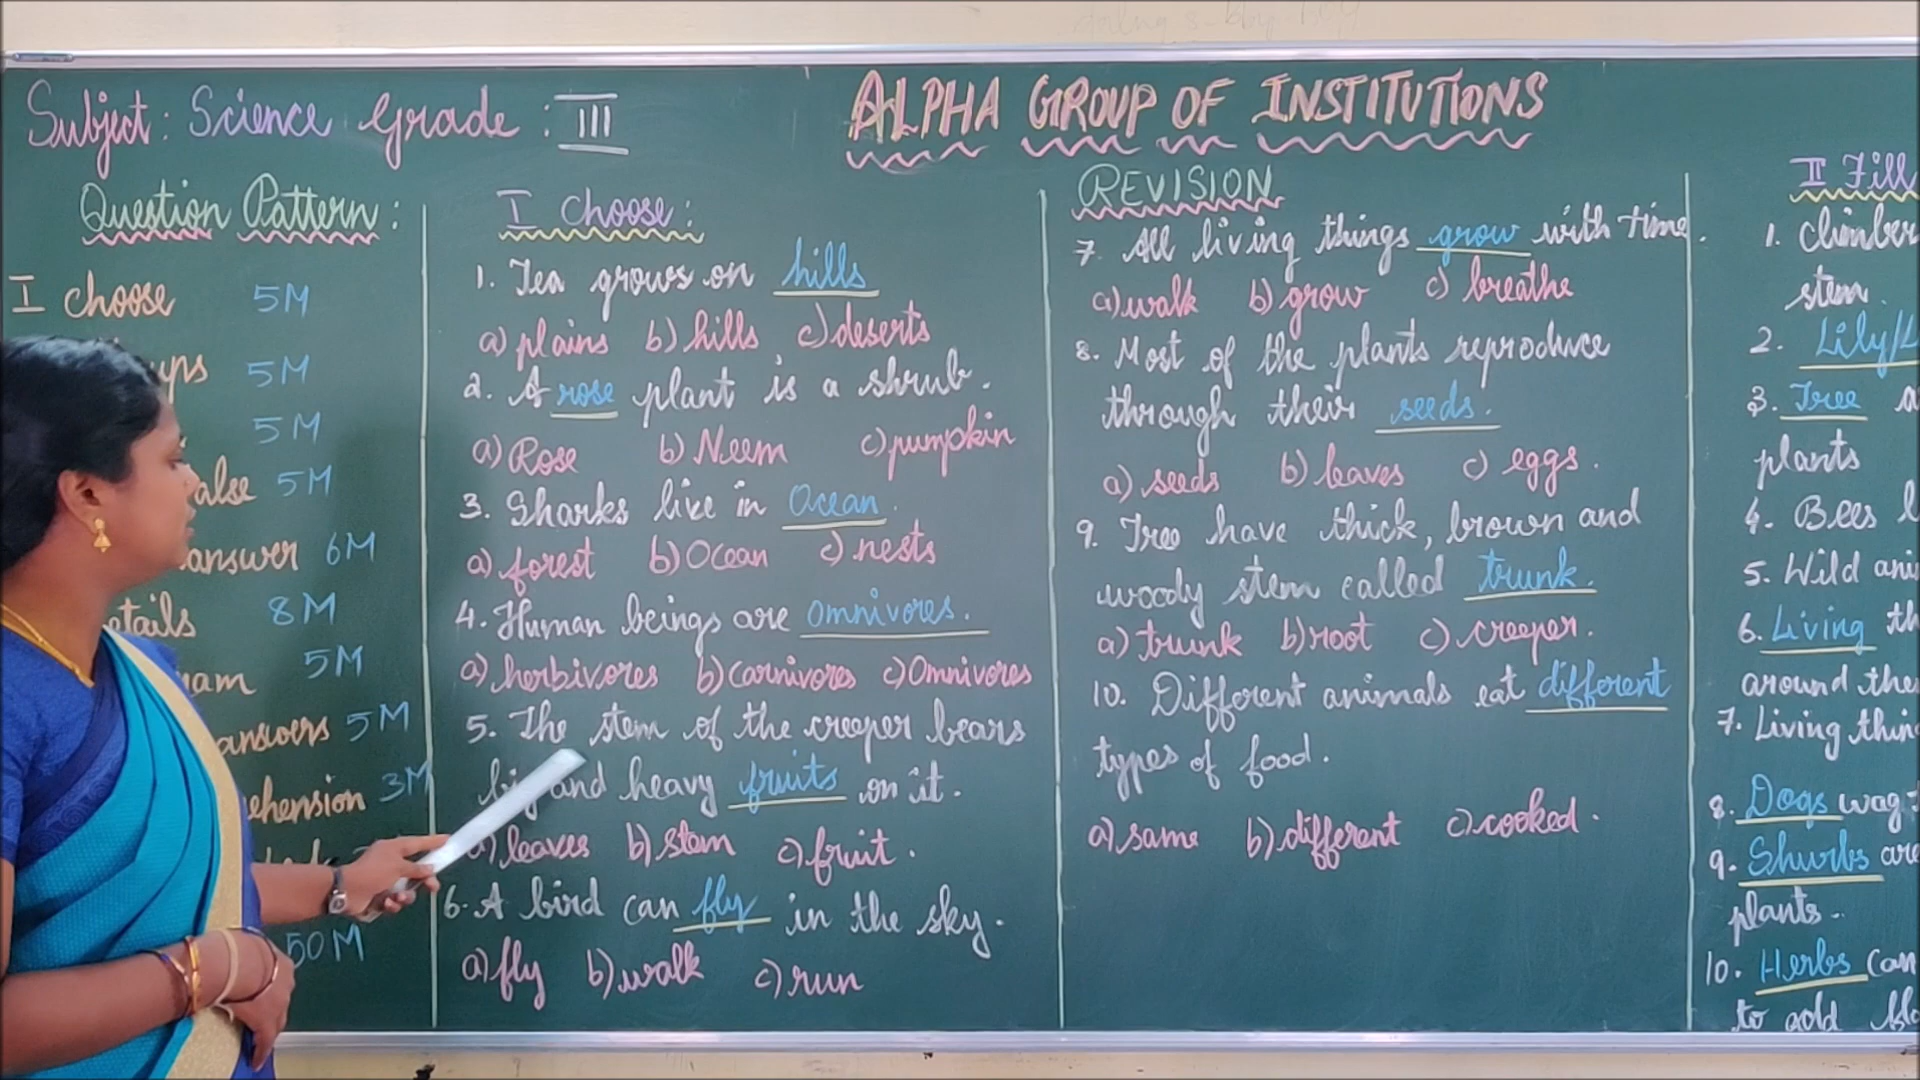 ALPHA GROUP OF INSTITUTIONS
Subject: Science Grade: III
Question Pattern:
I choose 5M
5M
5M
5M
answer 6M
8M
5M
answers 5M
3M
50M
I choose:
1. Tea grows on hills
a) plains b) hills c) deserts
2. A rose plant is a shrub.
a) Rose b) Neem c) pumpkin
3. Sharks live in Ocean.
a) forest b) Ocean c) nests
4. Human beings are Omnivores.
a) herbivores b) Carnivores c) Omnivores
5. The stem of the creeper bears
big and heavy fruits on it.
a) leaves b) stem c) fruit.
6. A bird can fly in the sky.
a) fly b) walk c) run
REVISION
7. All living things grow with time.
a) walk b) grow c) breathe
8. Most of the plants reproduce
through their seeds.
a) seeds b) leaves c) eggs.
9. Tree have thick, brown and
woody stem called trunk.
a) trunk b) root c) creeper.
10. Different animals eat different
types of food.
a) same b) different c) cooked.
II Fill
1. Climber
stem.
2. Lily/L
3. Tree a
plants
4. Bees l
5. Wild ani
6. Living th
around the
7. Living thin
8. Dogs wag
9. Shurbs are
plants.
10. Herbs can
to add